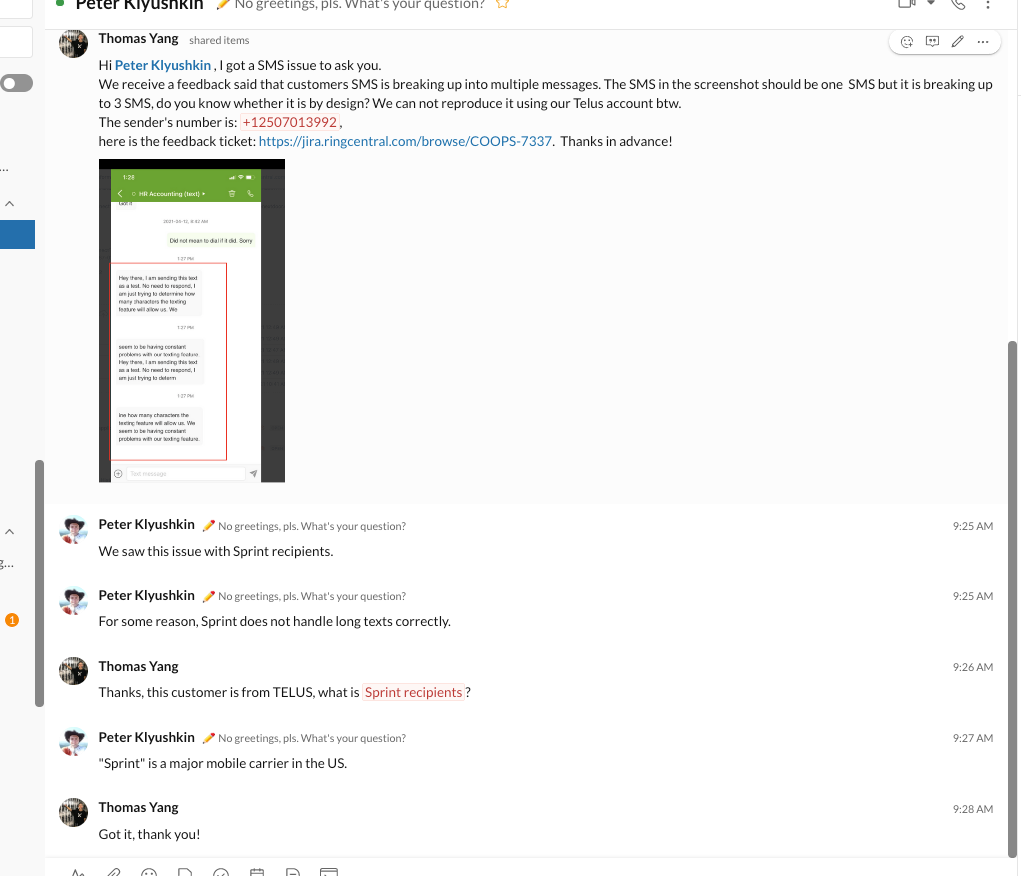 Peter Klyushkin No greetings, pls. What's your question?
Thomas Yang shared items
Hi Peter Klyushkin , I got a SMS issue to ask you.
We receive a feedback said that customers SMS is breaking up into multiple messages. The SMS in the screenshot should be one SMS but it is breaking up
to 3 SMS, do you know whether it is by design? We can not reproduce it using our Telus account btw.
The sender's number is: +12507013992,
here is the feedback ticket: https://jira.ringcentral.com/browse/COOPS-7337. Thanks in advance!
1:28
HR Accounting (text)
Got it
2021-04-12, 8:32 AM
Did not mean to dial if it did. Sorry
1:27 PM
Hey there, I am sending this text
as a test. No need to respond, I
am just trying to determine how
many characters the texting
feature will allow us. We
1:27 PM
seem to be having constant
problems with our texting feature
Hey there, I am sending this text
as a test. No need to respond, I
am just trying to determ
1:27 PM
ine how many characters the
texting feature will allow us. We
seem to be having constant
problems with our texting feature.
Text message
Peter Klyushkin No greetings, pls. What's your question? 9:25 AM
We saw this issue with Sprint recipients.
Peter Klyushkin No greetings, pls. What's your question? 9:25 AM
For some reason, Sprint does not handle long texts correctly.
Thomas Yang 9:26 AM
Thanks, this customer is from TELUS, what is Sprint recipients?
Peter Klyushkin No greetings, pls. What's your question? 9:27 AM
"Sprint" is a major mobile carrier in the US.
1
Thomas Yang 9:28 AM
Got it, thank you!